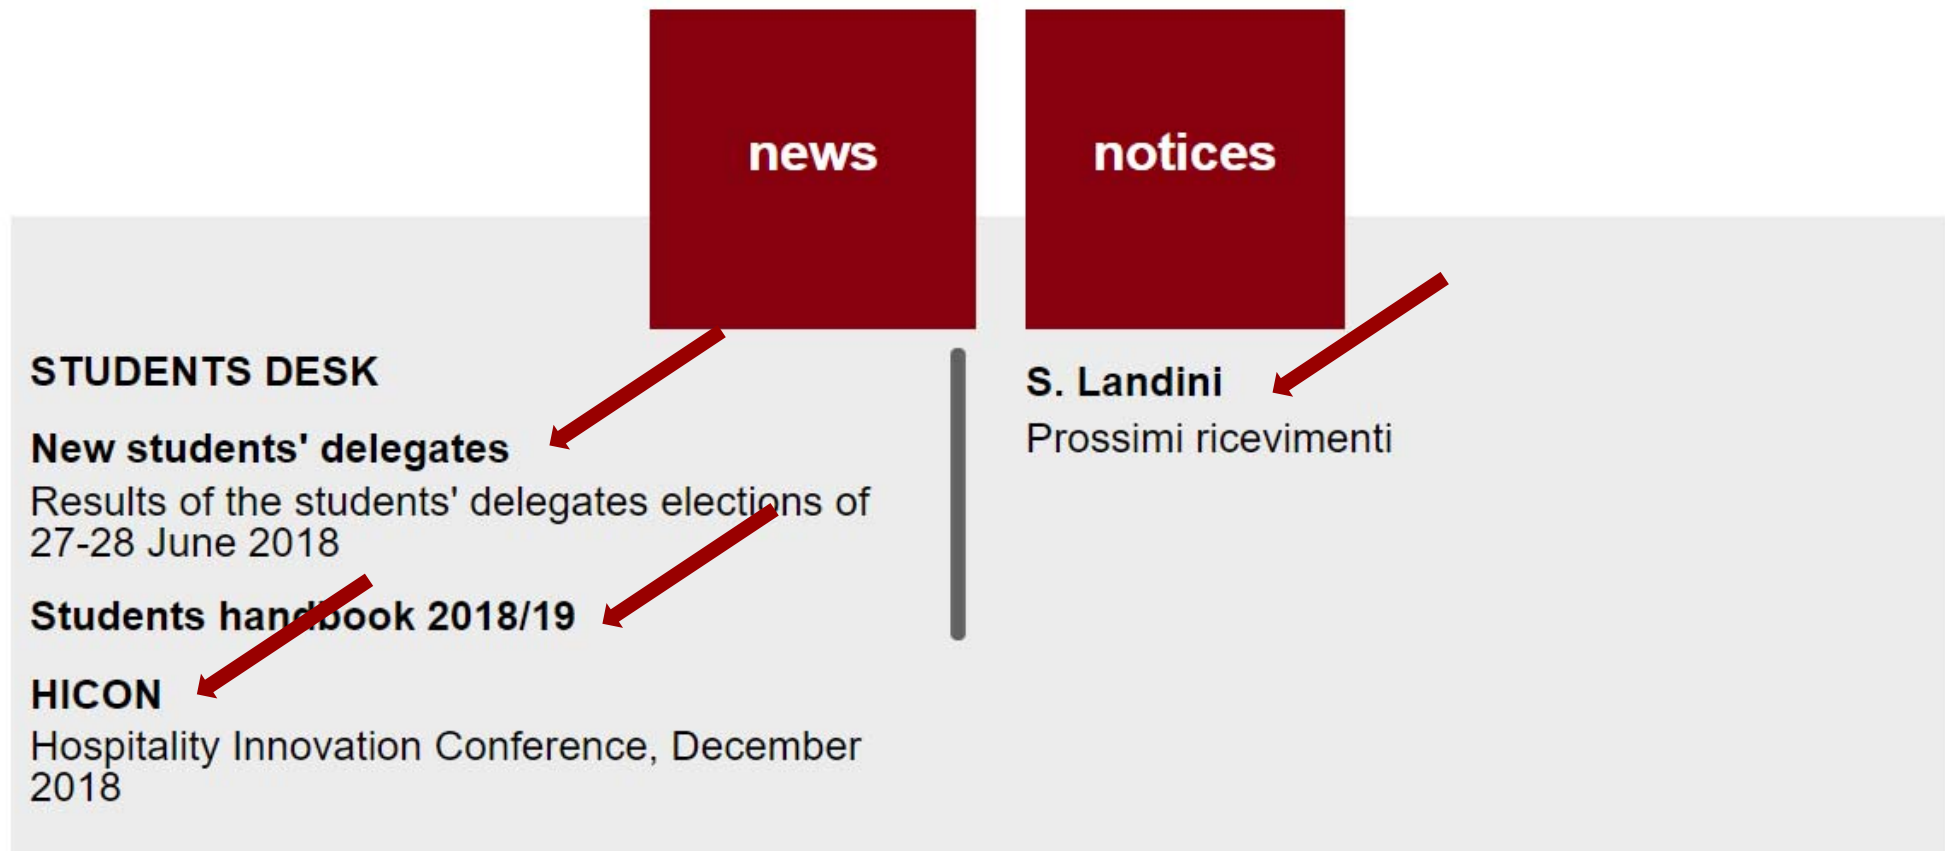 news
notices
STUDENTS DESK
New students' delegates
Results of the students' delegates elections of
27-28 June 2018
Students handbook 2018/19
HICON
Hospitality Innovation Conference, December
2018
S. Landini
Prossimi ricevimenti